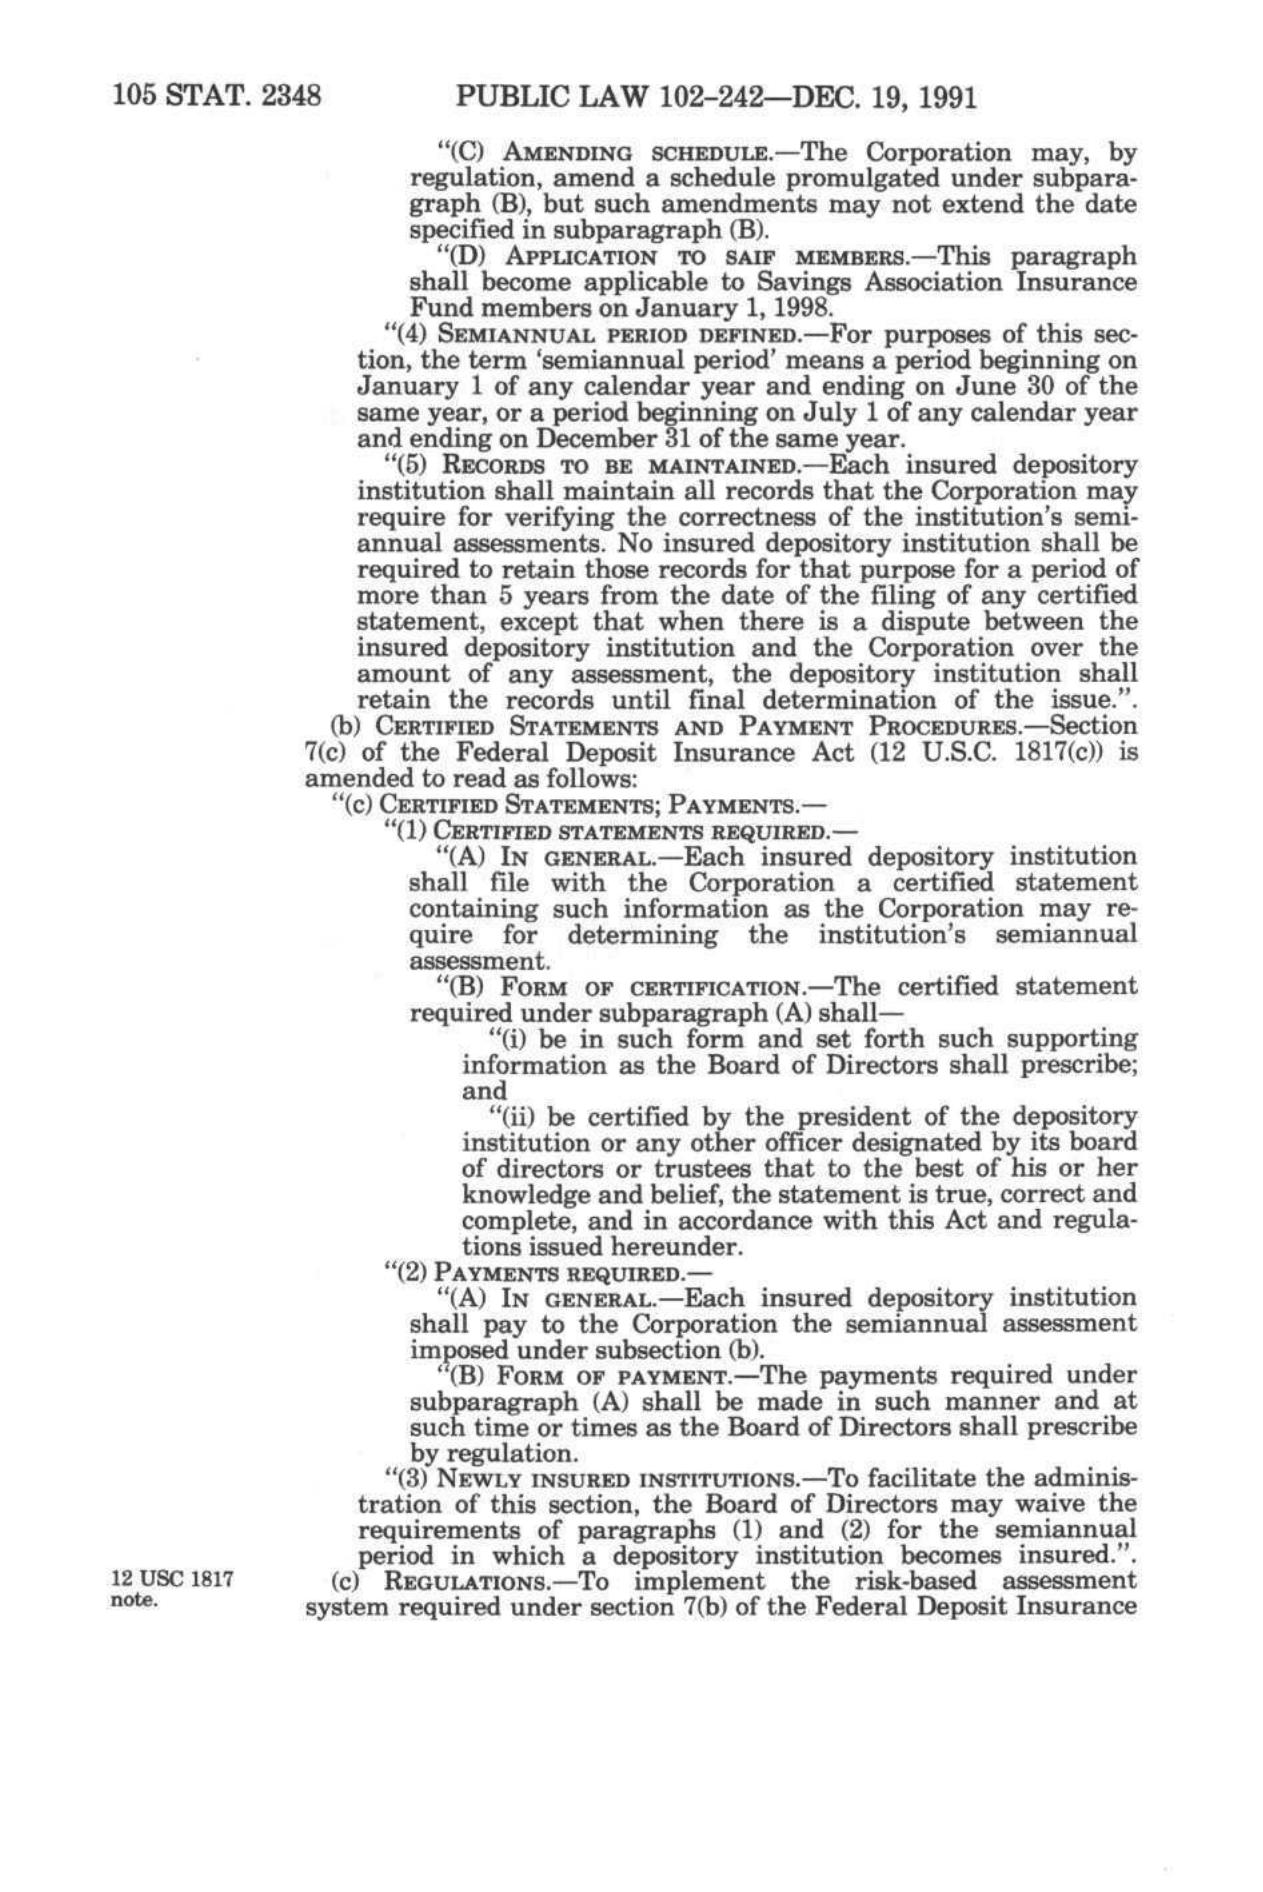 105 STAT. 2348 PUBLIC LAW 102-242—DEC. 19, 1991
"(C) AMENDING SCHEDULE.—The Corporation may, by
regulation, amend a schedule promulgated under subpara-
graph (B), but such amendments may not extend the date
specified in subparagraph (B).
"(D) APPLICATION TO SAIF MEMBERS.—This paragraph
shall become applicable to Savings Association Insurance
Fund members on January 1, 1998.
"(4) SEMIANNUAL PERIOD DEFINED.—For purposes of this sec-
tion, the term 'semiannual period' means a period beginning on
January 1 of any calendar year and ending on June 30 of the
same year, or a period beginning on July 1 of any calendar year
and ending on December 31 of the same year.
"(5) RECORDS TO BE MAINTAINED.—Each insured depository
institution shall maintain all records that the Corporation may
require for verifying the correctness of the institution's semi-
annual assessments. No insured depository institution shall be
required to retain those records for that purpose for a period of
more than 5 years from the date of the filing of any certified
statement, except that when there is a dispute between the
insured depository institution and the Corporation over the
amount of any assessment, the depository institution shall
retain the records until final determination of the issue.".
(b) CERTIFIED STATEMENTS AND PAYMENT PROCEDURES.—Section
7(c) of the Federal Deposit Insurance Act (12 U.S.C. 1817(c)) is
amended to read as follows:
"(c) CERTIFIED STATEMENTS; PAYMENTS.—
"(1) CERTIFIED STATEMENTS REQUIRED.—
"(A) IN GENERAL.—Each insured depository institution
shall file with the Corporation a certified statement
containing such information as the Corporation may re-
quire for determining the institution's semiannual
assessment.
"(B) FORM OF CERTIFICATION.—The certified statement
required under subparagraph (A) shall—
"(i) be in such form and set forth such supporting
information as the Board of Directors shall prescribe;
and
"(ii) be certified by the president of the depository
institution or any other officer designated by its board
of directors or trustees that to the best of his or her
knowledge and belief, the statement is true, correct and
complete, and in accordance with this Act and regula-
tions issued hereunder.
"(2) PAYMENTS REQUIRED.—
"(A) IN GENERAL.—Each insured depository institution
shall pay to the Corporation the semiannual assessment
imposed under subsection (b).
"(B) FORM OF PAYMENT.—The payments required under
subparagraph (A) shall be made in such manner and at
such time or times as the Board of Directors shall prescribe
by regulation.
"(3) NEWLY INSURED INSTITUTIONS.—To facilitate the adminis-
tration of this section, the Board of Directors may waive the
requirements of paragraphs (1) and (2) for the semiannual
period in which a depository institution becomes insured.".
12 USC 1817
note.
(c) REGULATIONS.—To implement the risk-based assessment
system required under section 7(b) of the Federal Deposit Insurance